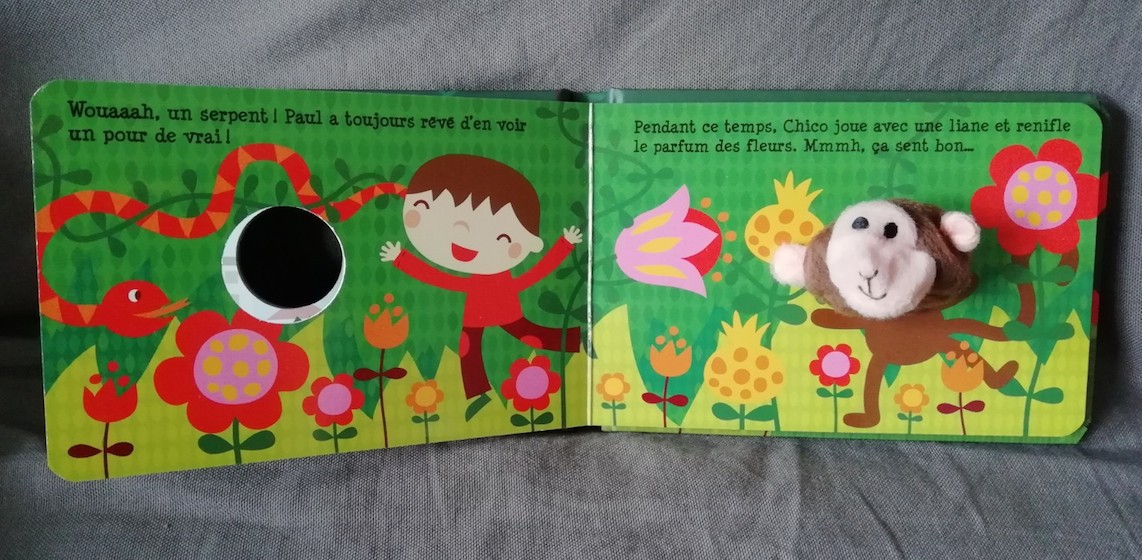 Wouaaah, un serpent ! Paul a toujours rêvé d'en voir
un pour de vrai !
Pendant ce temps, Chico joue avec une liane et renifle
le parfum des fleurs. Mmmh, ça sent bon...